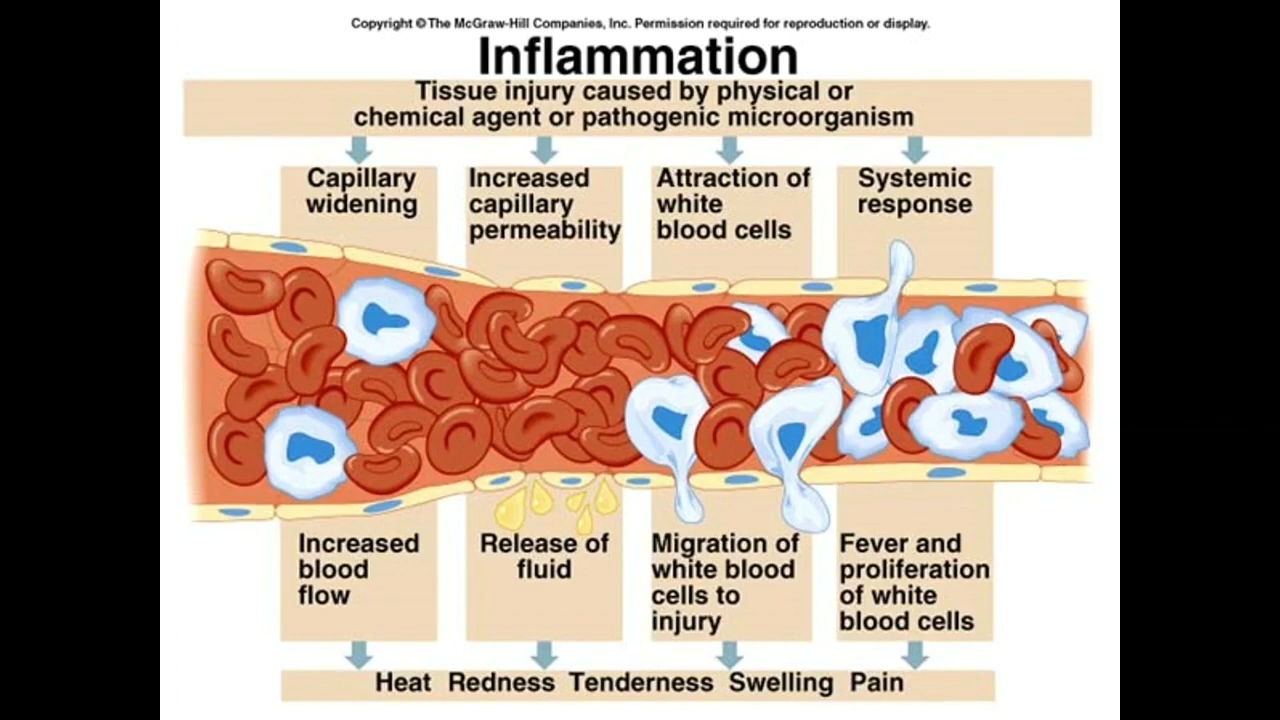 Copyright © The McGraw-Hill Companies, Inc. Permission required for reproduction or display.
Inflammation
Tissue injury caused by physical or
chemical agent or pathogenic microorganism
Capillary
widening
Increased
capillary
permeability
Attraction of
white
blood cells
Systemic
response
Increased
blood
flow
Release of
fluid
Migration of
white blood
cells to
injury
Fever and
proliferation
of white
blood cells
Heat Redness Tenderness Swelling Pain